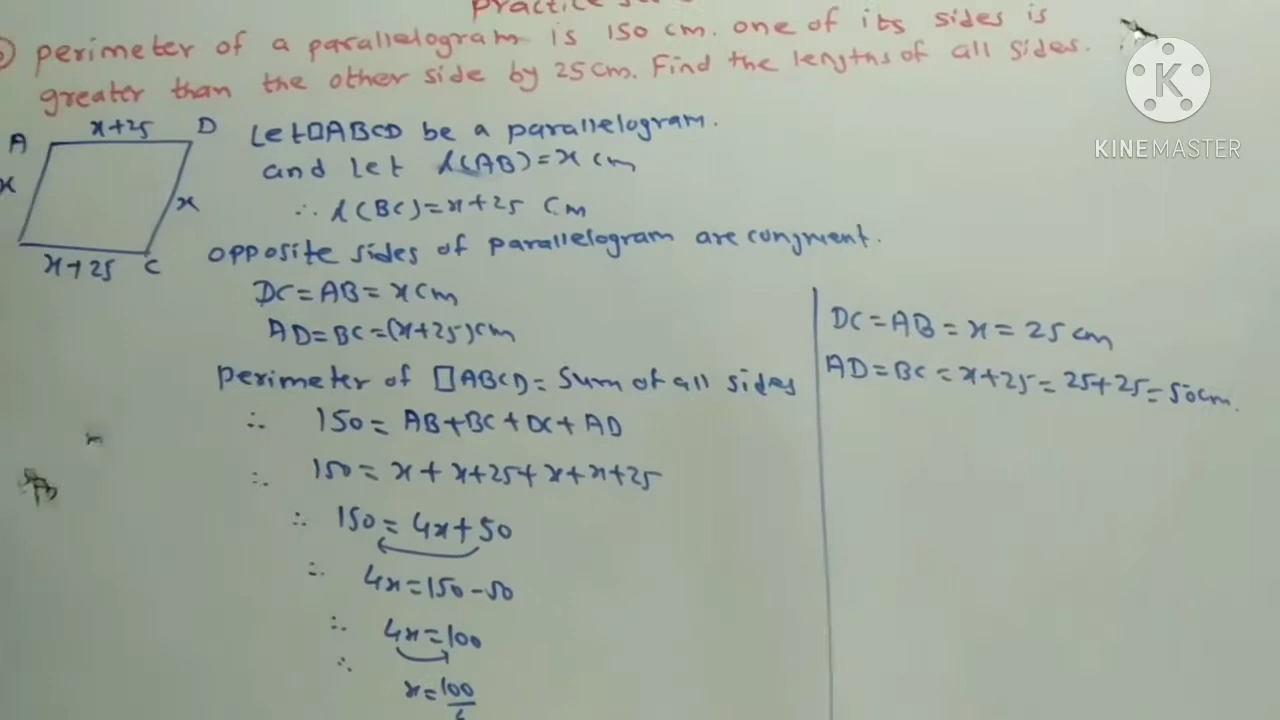 Practice
perimeter of a parallelogram is 150 cm. one of its sides is
greater than the other side by 25 cm. Find the lengths of all sides.
K
KINEMASTER
A
x+25
D
x
x
x+25
C
Let □ABCD be a parallelogram.
and let l(AB)=x cm
∴ l(BC)=x+25 cm
opposite sides of parallelogram are congruent.
DC=AB=x cm
AD=BC=(x+25)cm
perimeter of □ABCD= Sum of all sides
∴ 150=AB+BC+DC+AD
∴ 150=x+x+25+x+x+25
∴ 150=4x+50
∴ 4x=150-50
∴ 4x=100
∴ x=100
DC=AB=x=25 cm
AD=BC=x+25=25+25=50cm.